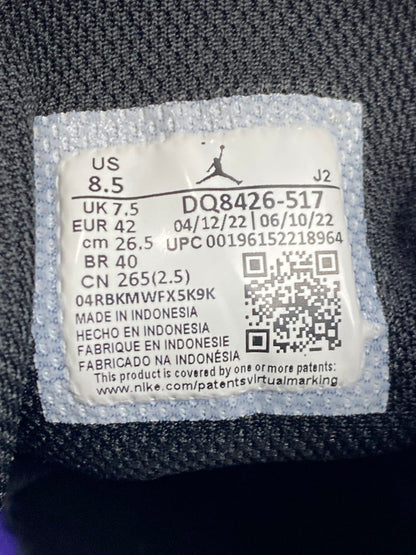 US
8.5
J2
UK 7.5 DQ8426-517
EUR 42 04/12/22 | 06/10/22
cm 26.5 UPC 00196152218964
BR 40
CN 265(2.5)
04RBKMWFX5K9K
MADE IN INDONESIA
HECHO EN INDONESIA
FABRIQUE EN INDONESIE
FABRICADO NA INDONÉSIA
This product is covered by one or more patents:
www.nike.com/patentsvirtualmarking